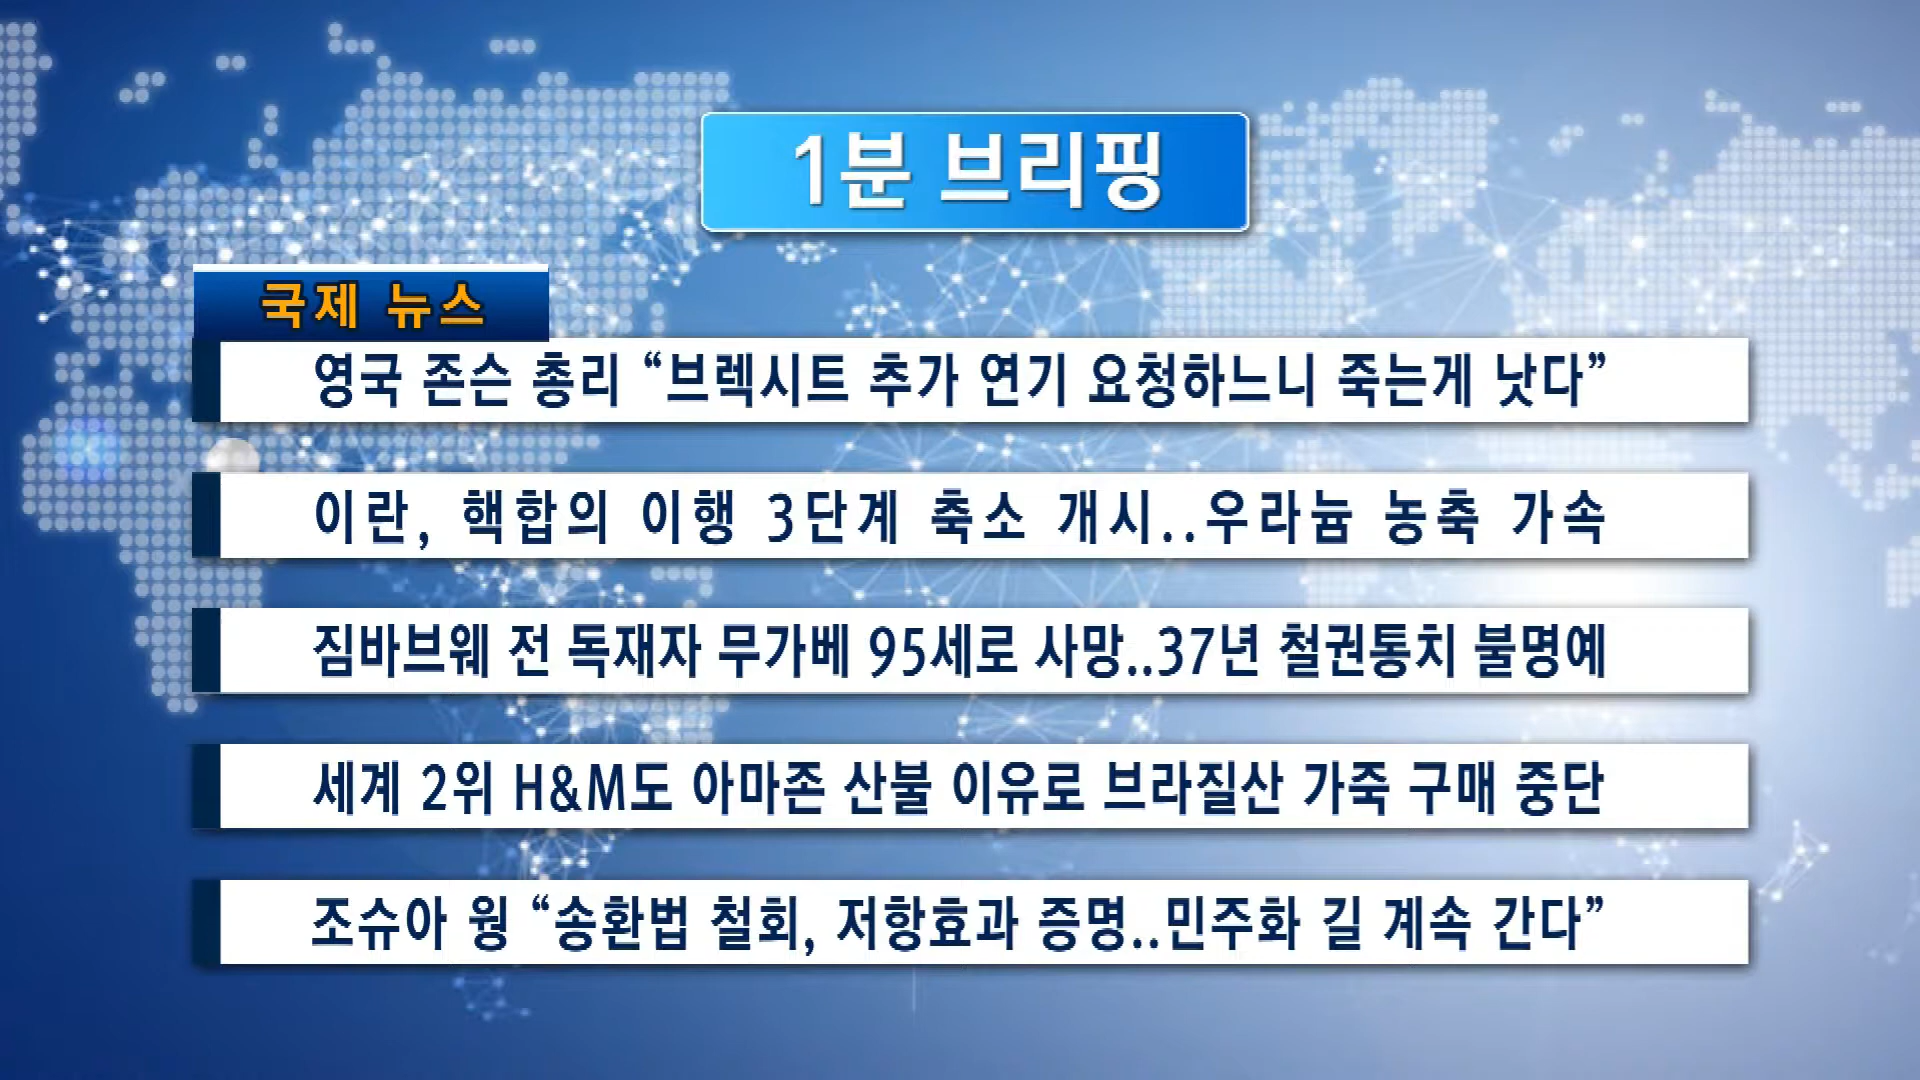 1분 브리핑
국제 뉴스
영국 존슨 총리 “브렉시트 추가 연기 요청하느니 죽는게 낫다”
이란, 핵합의 이행 3단계 축소 개시..우라늄 농축 가속
짐바브웨 전 독재자 무가베 95세로 사망..37년 철권통치 불명예
세계 2위 H&M도 아마존 산불 이유로 브라질산 가죽 구매 중단
조슈아 웡 “송환법 철회, 저항효과 증명..민주화 길 계속 간다”